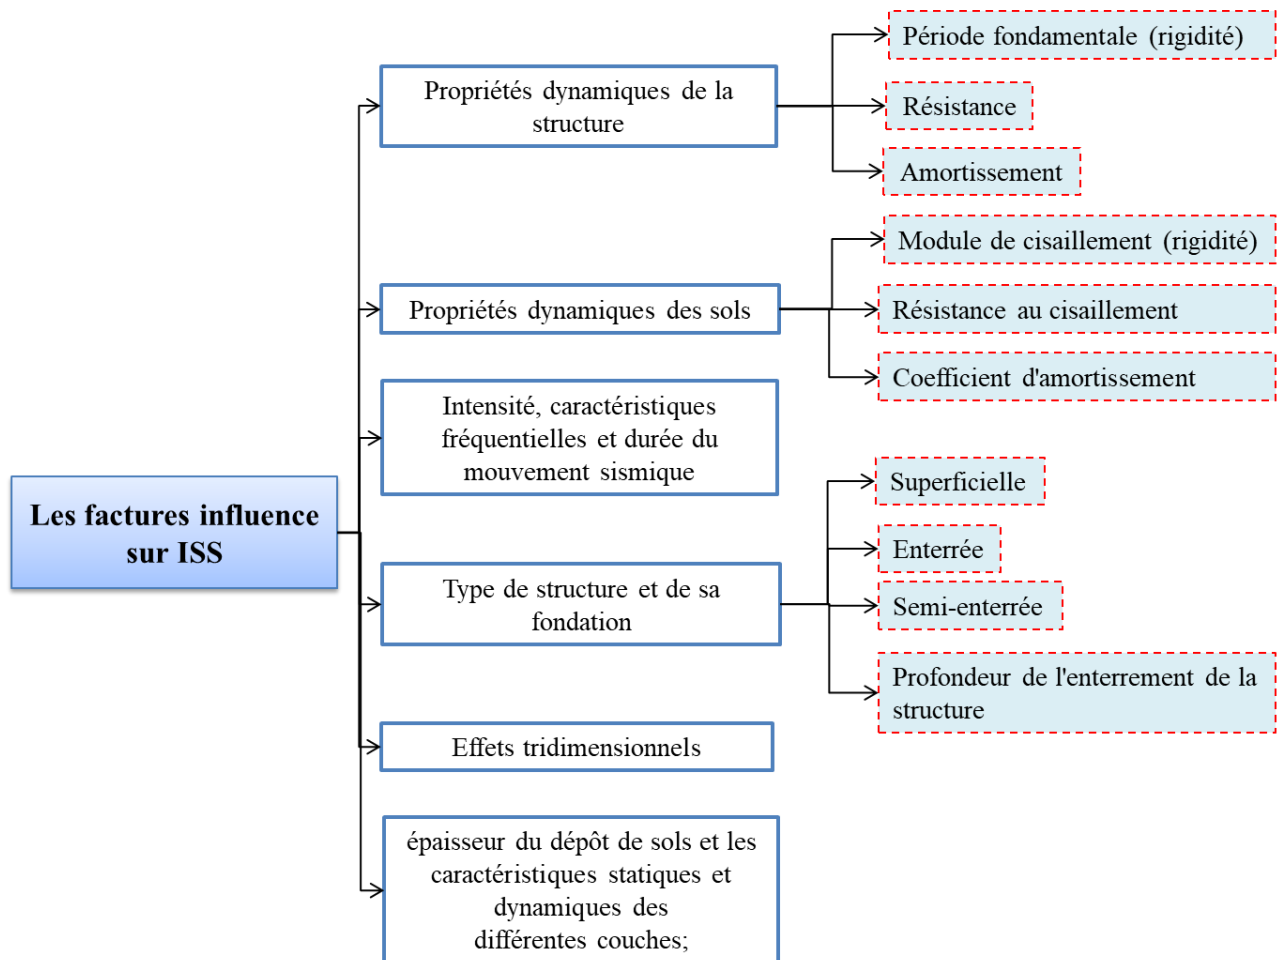 Les factures influence
sur ISS
Propriétés dynamiques de la
structure
Période fondamentale (rigidité)
Résistance
Amortissement
Propriétés dynamiques des sols
Module de cisaillement (rigidité)
Résistance au cisaillement
Coefficient d'amortissement
Intensité, caractéristiques
fréquentielles et durée du
mouvement sismique
Type de structure et de sa
fondation
Superficielle
Enterrée
Semi-enterrée
Profondeur de l'enterrement de la
structure
Effets tridimensionnels
épaisseur du dépôt de sols et les
caractéristiques statiques et
dynamiques des
différentes couches;